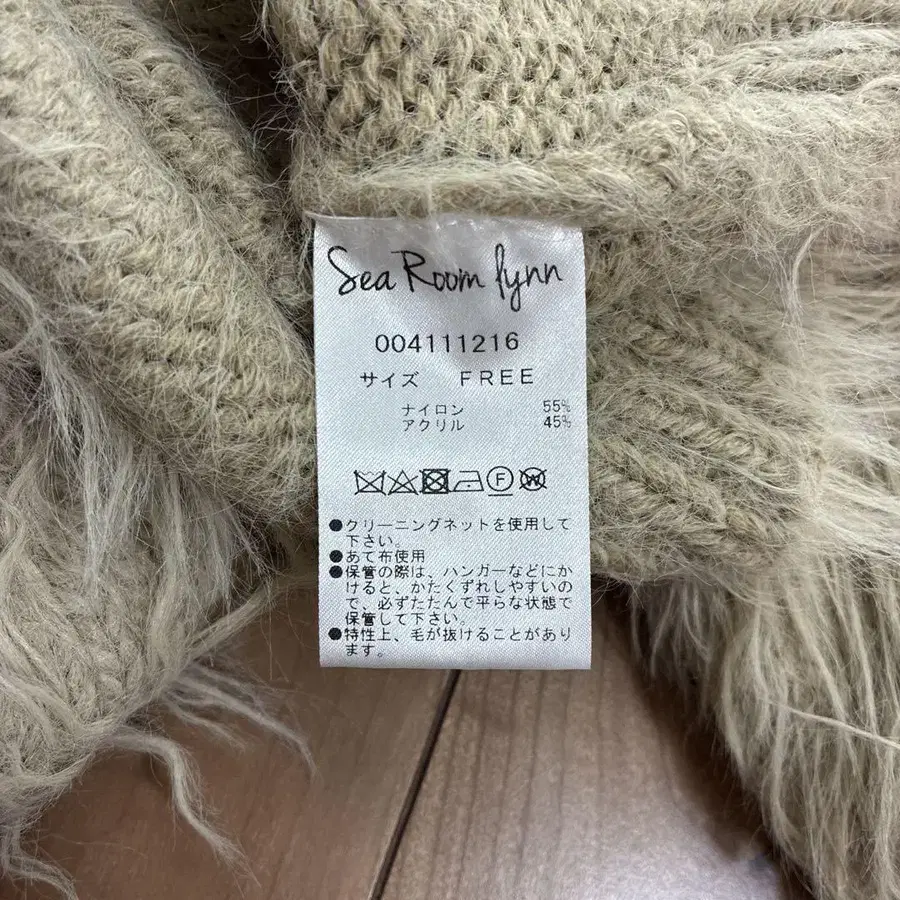 Sea Room lynn
004111216
サイズ FREE
ナイロン 55%
アクリル 45%
F W
●クリーニングネットを使用して
下さい。
●あて布使用
●保管の際は、ハンガーなどにか
けると、かたくずれしやすいの
で、必ずたたんで平らな状態で
保管して下さい。
●特性上、毛が抜けることがあり
ます。